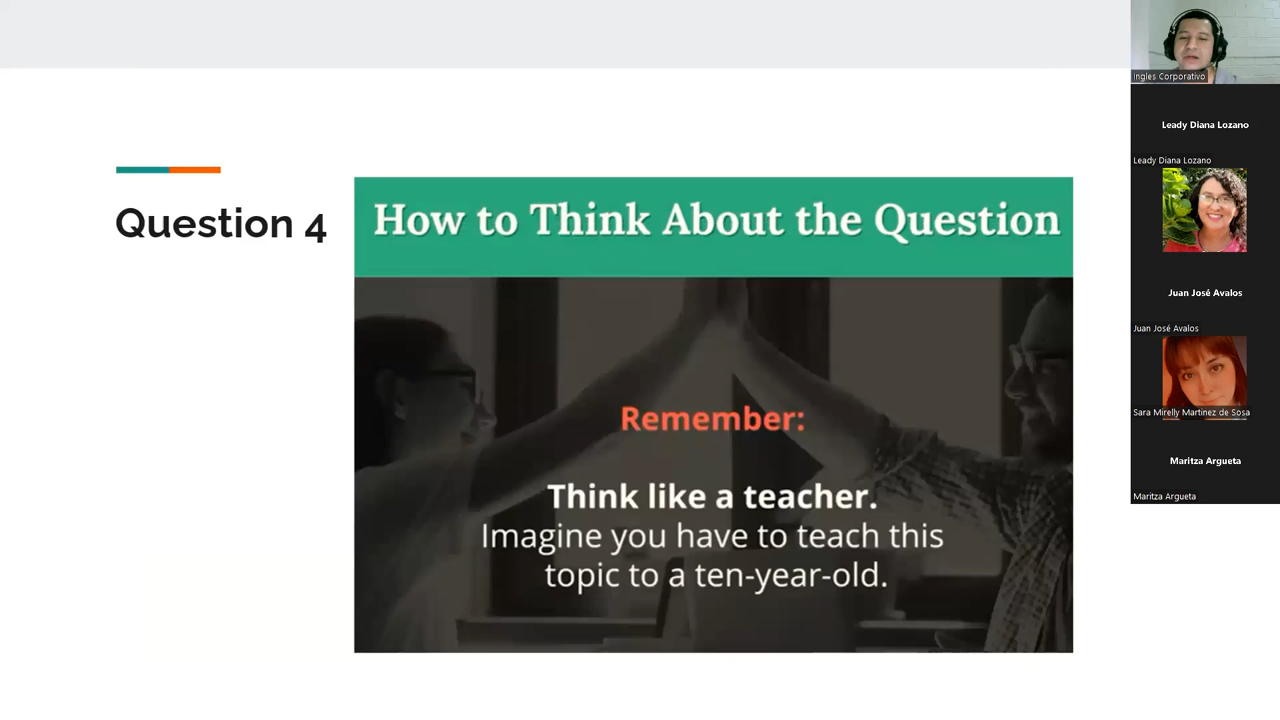 Question 4
How to Think About the Question
Remember:
Think like a teacher.
Imagine you have to teach this
topic to a ten-year-old.
Ingles Corporativo
Leady Diana Lozano
Leady Diana Lozano
Juan José Avalos
Juan José Avalos
Sara Mirelly Martinez de Sosa
Maritza Argueta
Maritza Argueta